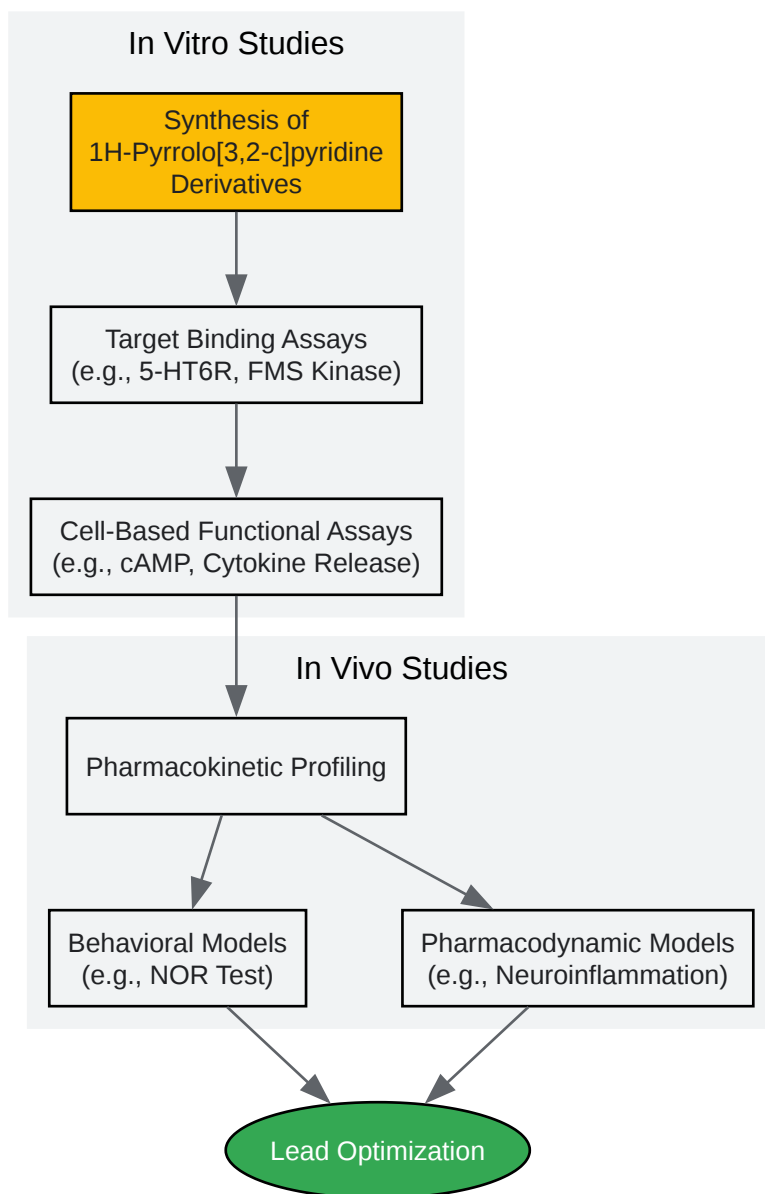 In Vitro Studies
Synthesis of
1H-Pyrrolo[3,2-c]pyridine
Derivatives
Target Binding Assays
(e.g., 5-HT6R, FMS Kinase)
Cell-Based Functional Assays
(e.g., cAMP, Cytokine Release)
In Vivo Studies
Pharmacokinetic Profiling
Behavioral Models
(e.g., NOR Test)
Pharmacodynamic Models
(e.g., Neuroinflammation)
Lead Optimization